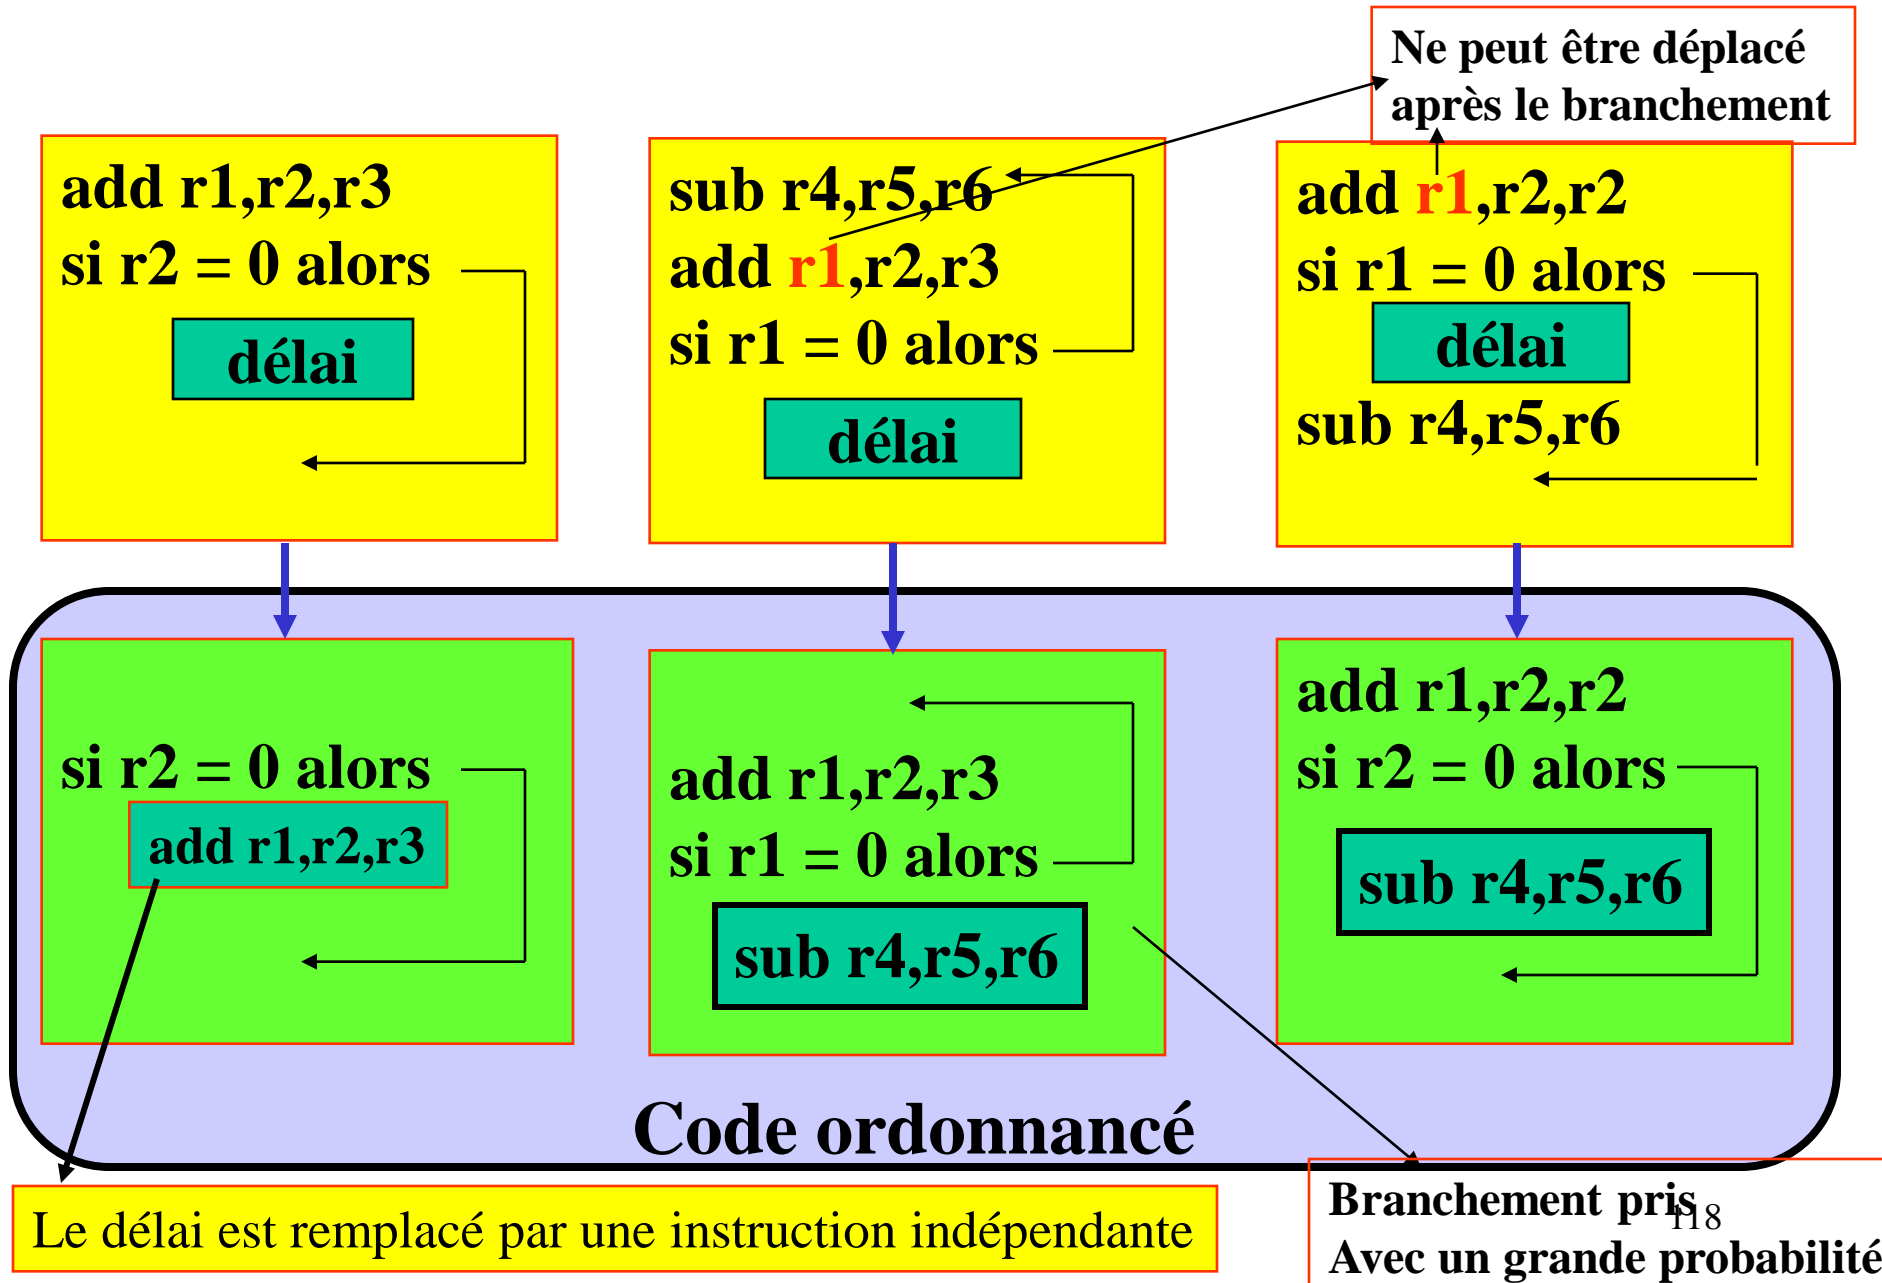 Ne peut être déplacé
après le branchement
add r1,r2,r3
si r2 = 0 alors
délai
sub r4,r5,r6
add r1,r2,r3
si r1 = 0 alors
délai
add r1,r2,r2
si r1 = 0 alors
délai
sub r4,r5,r6
si r2 = 0 alors
add r1,r2,r3
add r1,r2,r3
si r1 = 0 alors
sub r4,r5,r6
add r1,r2,r2
si r2 = 0 alors
sub r4,r5,r6
Code ordonnancé
Le délai est remplacé par une instruction indépendante
Branchement pris
118
Avec un grande probabilité